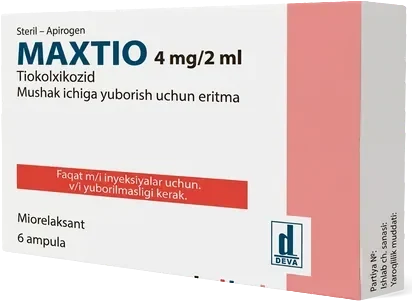 Steril – Apirogen
MAXTIO 4 mg/2 ml
Tiokolxikozid
Mushak ichiga yuborish uchun eritma
Faqat m/i inyeksiyalar uchun.
v/i yuborilmasligi kerak.
Miorelaksant
6 ampula
d
DEVA
Partiya №:
Ishlab ch. sanasi:
Yaroqlilik muddati: